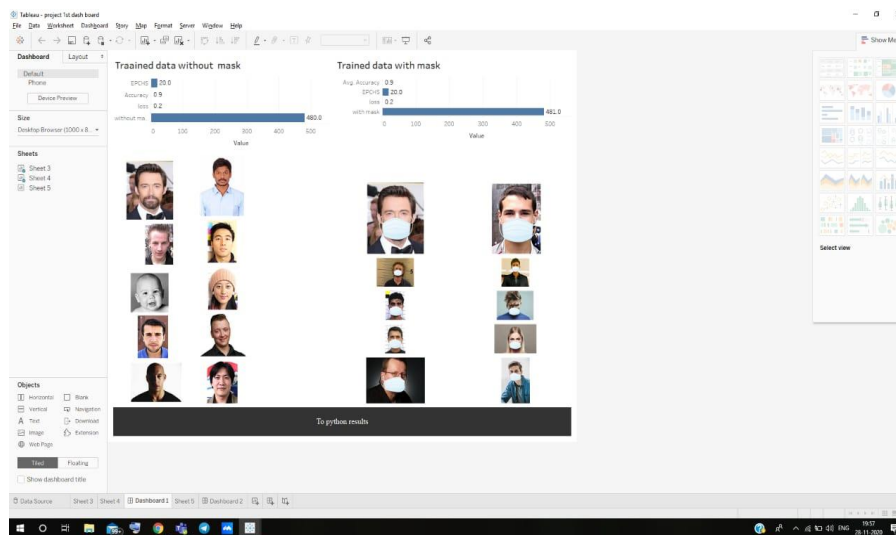 Tableau - project 1st dash board
File Data Worksheet Dashboard Story Map Format Server Window Help
Show Me
Dashboard Layout
Default
Phone
Device Preview
Size
Desktop Browser (1000 x 8...
Sheets
Sheet 3
Sheet 4
Sheet 5
Traained data without mask
EPCHS 20.0
Accuracy 0.9
loss 0.2
without ma.. 480.0
0 100 200 300 400 500
Value
Trained data with mask
Avg. Accuracy 0.9
EPCHS 20.0
loss 0.2
with mask 481.0
0 100 200 300 400 500
Value
Select view
To python results
Objects
Horizontal Blank
Vertical Navigation
Text Download
Image Extension
Web Page
Tiled Floating
Show dashboard title
Data Source Sheet 3 Sheet 4 Dashboard 1 Sheet 5 Dashboard 2
99+
ENG
19:57
28-11-2020